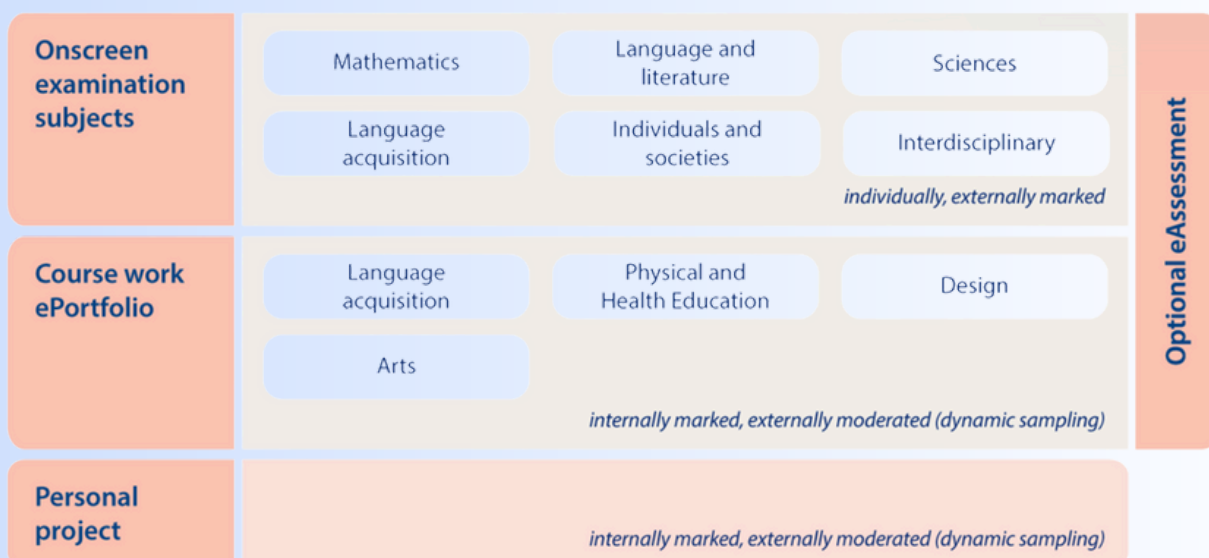 Onscreen
examination
subjects
Mathematics
Language and
literature
Sciences
Language
acquisition
Individuals and
societies
Interdisciplinary
individually, externally marked
Course work
ePortfolio
Language
acquisition
Physical and
Health Education
Design
Arts
internally marked, externally moderated (dynamic sampling)
Optional eAssessment
Personal
project
internally marked, externally moderated (dynamic sampling)